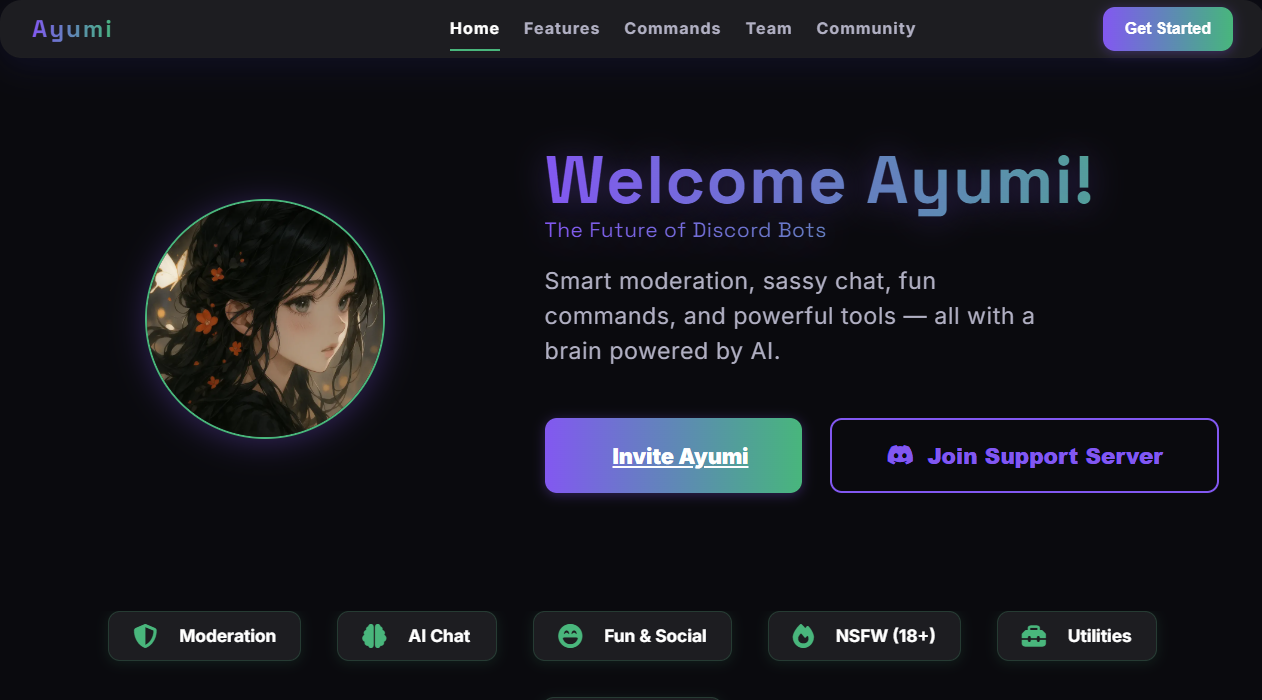 Ayumi
Home Features Commands Team Community
Get Started
Welcome Ayumi!
The Future of Discord Bots
Smart moderation, sassy chat, fun
commands, and powerful tools — all with a
brain powered by AI.
Invite Ayumi
Join Support Server
Moderation
AI Chat
Fun & Social
NSFW (18+)
Utilities